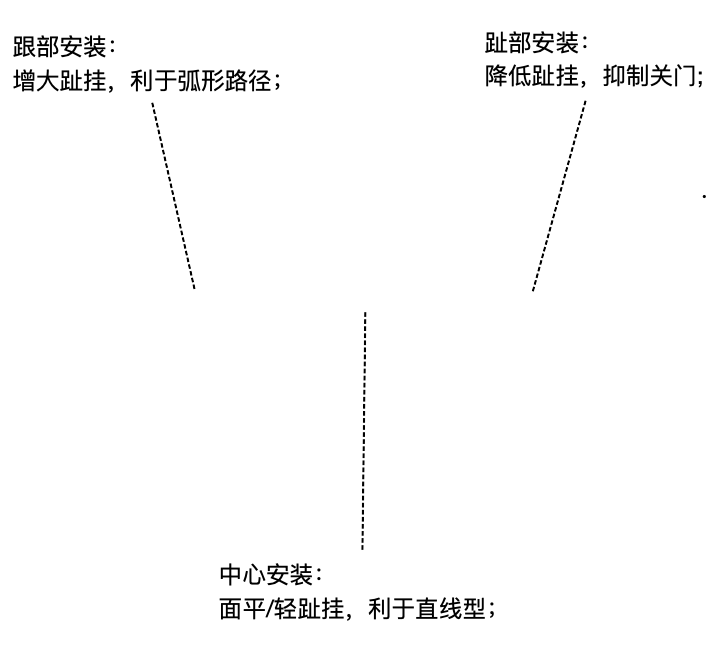 跟部安装：
增大趾挂，利于弧形路径；
趾部安装：
降低趾挂，抑制关门;
中心安装：
面平/轻趾挂，利于直线型；